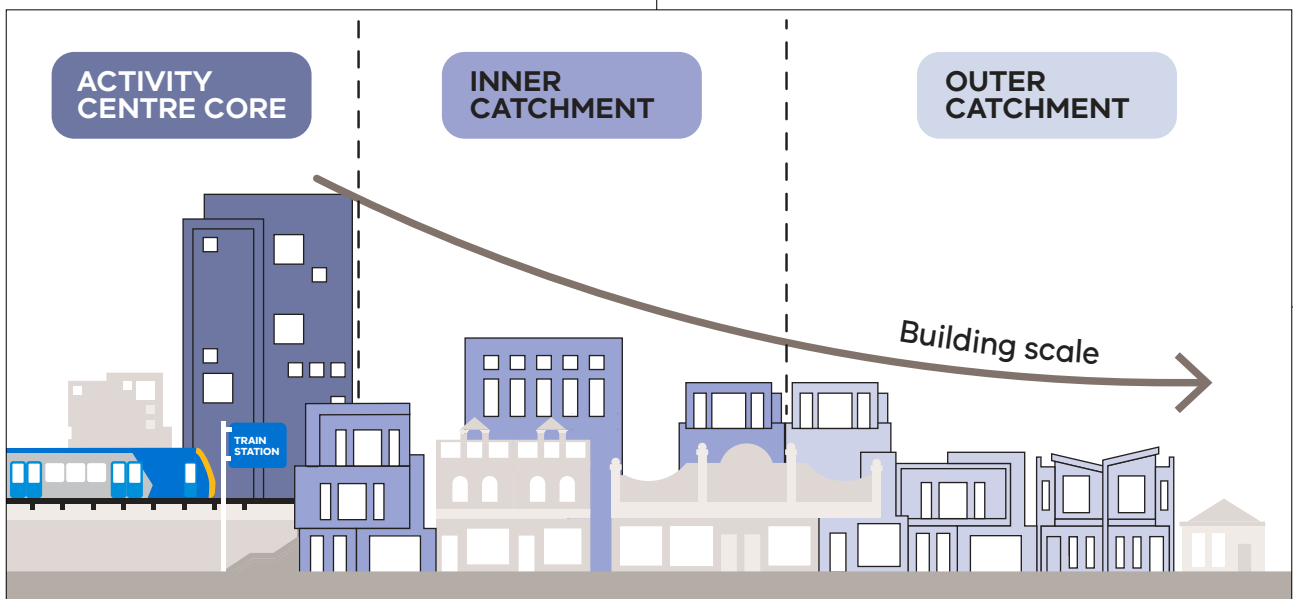 ACTIVITY
CENTRE CORE
INNER
CATCHMENT
OUTER
CATCHMENT
Building scale
TRAIN
STATION